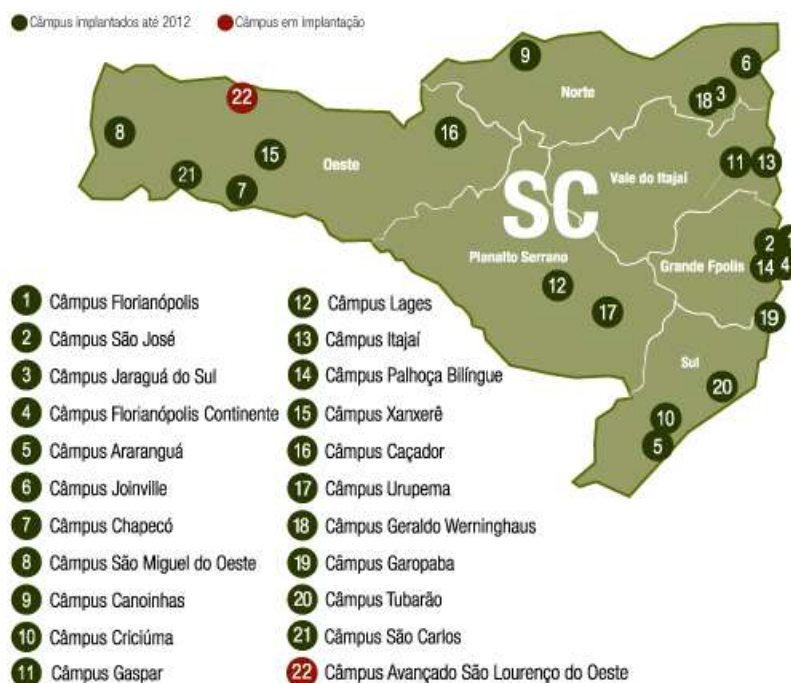 Câmpus implantados até 2012
Câmpus em implantação
9
6
Norte
18
3
22
8
16
15
Oeste
11
13
21
7
SC
Vale do Itajaí
2
1
Planalto Serrano
Grande Fpolis
14
4
12
17
19
Sul
20
10
5
1 Câmpus Florianópolis
2 Câmpus São José
3 Câmpus Jaraguá do Sul
4 Câmpus Florianópolis Continente
5 Câmpus Araranguá
6 Câmpus Joinville
7 Câmpus Chapecó
8 Câmpus São Miguel do Oeste
9 Câmpus Canoinhas
10 Câmpus Criciúma
11 Câmpus Gaspar
12 Câmpus Lages
13 Câmpus Itajaí
14 Câmpus Palhoça Bilíngue
15 Câmpus Xanxerê
16 Câmpus Caçador
17 Câmpus Urupema
18 Câmpus Geraldo Werninghaus
19 Câmpus Garopaba
20 Câmpus Tubarão
21 Câmpus São Carlos
22 Câmpus Avançado São Lourenço do Oeste